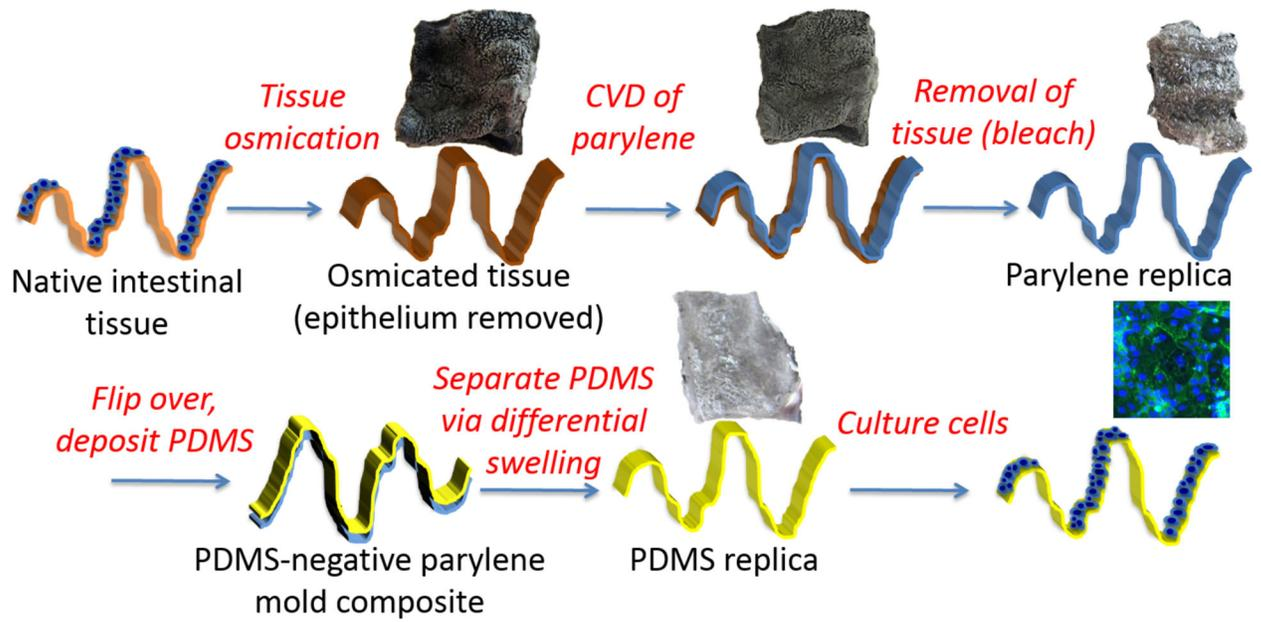 Tissue
osmication
CVD of
parylene
Removal of
tissue (bleach)
Native intestinal
tissue
Osmicated tissue
(epithelium removed)
Parylene replica
Flip over,
deposit PDMS
Separate PDMS
via differential
swelling
Culture cells
PDMS-negative parylene
mold composite
PDMS replica